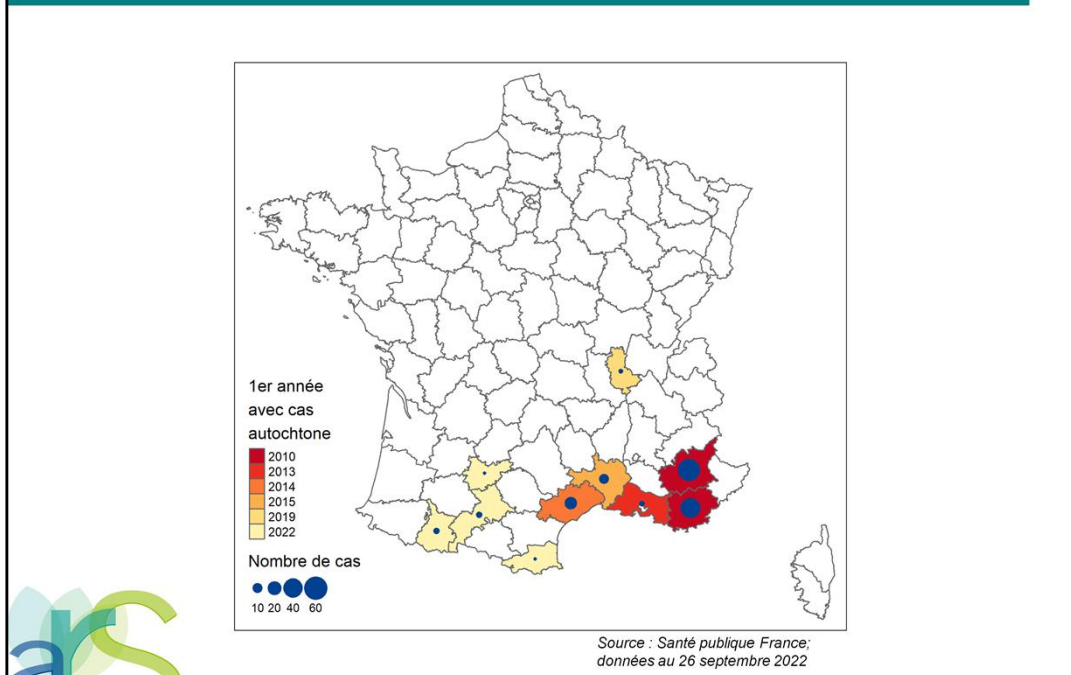 1er année
avec cas
autochtone
2010
2013
2014
2015
2019
2022
Nombre de cas
10 20 40 60
Source : Santé publique France;
données au 26 septembre 2022
ars